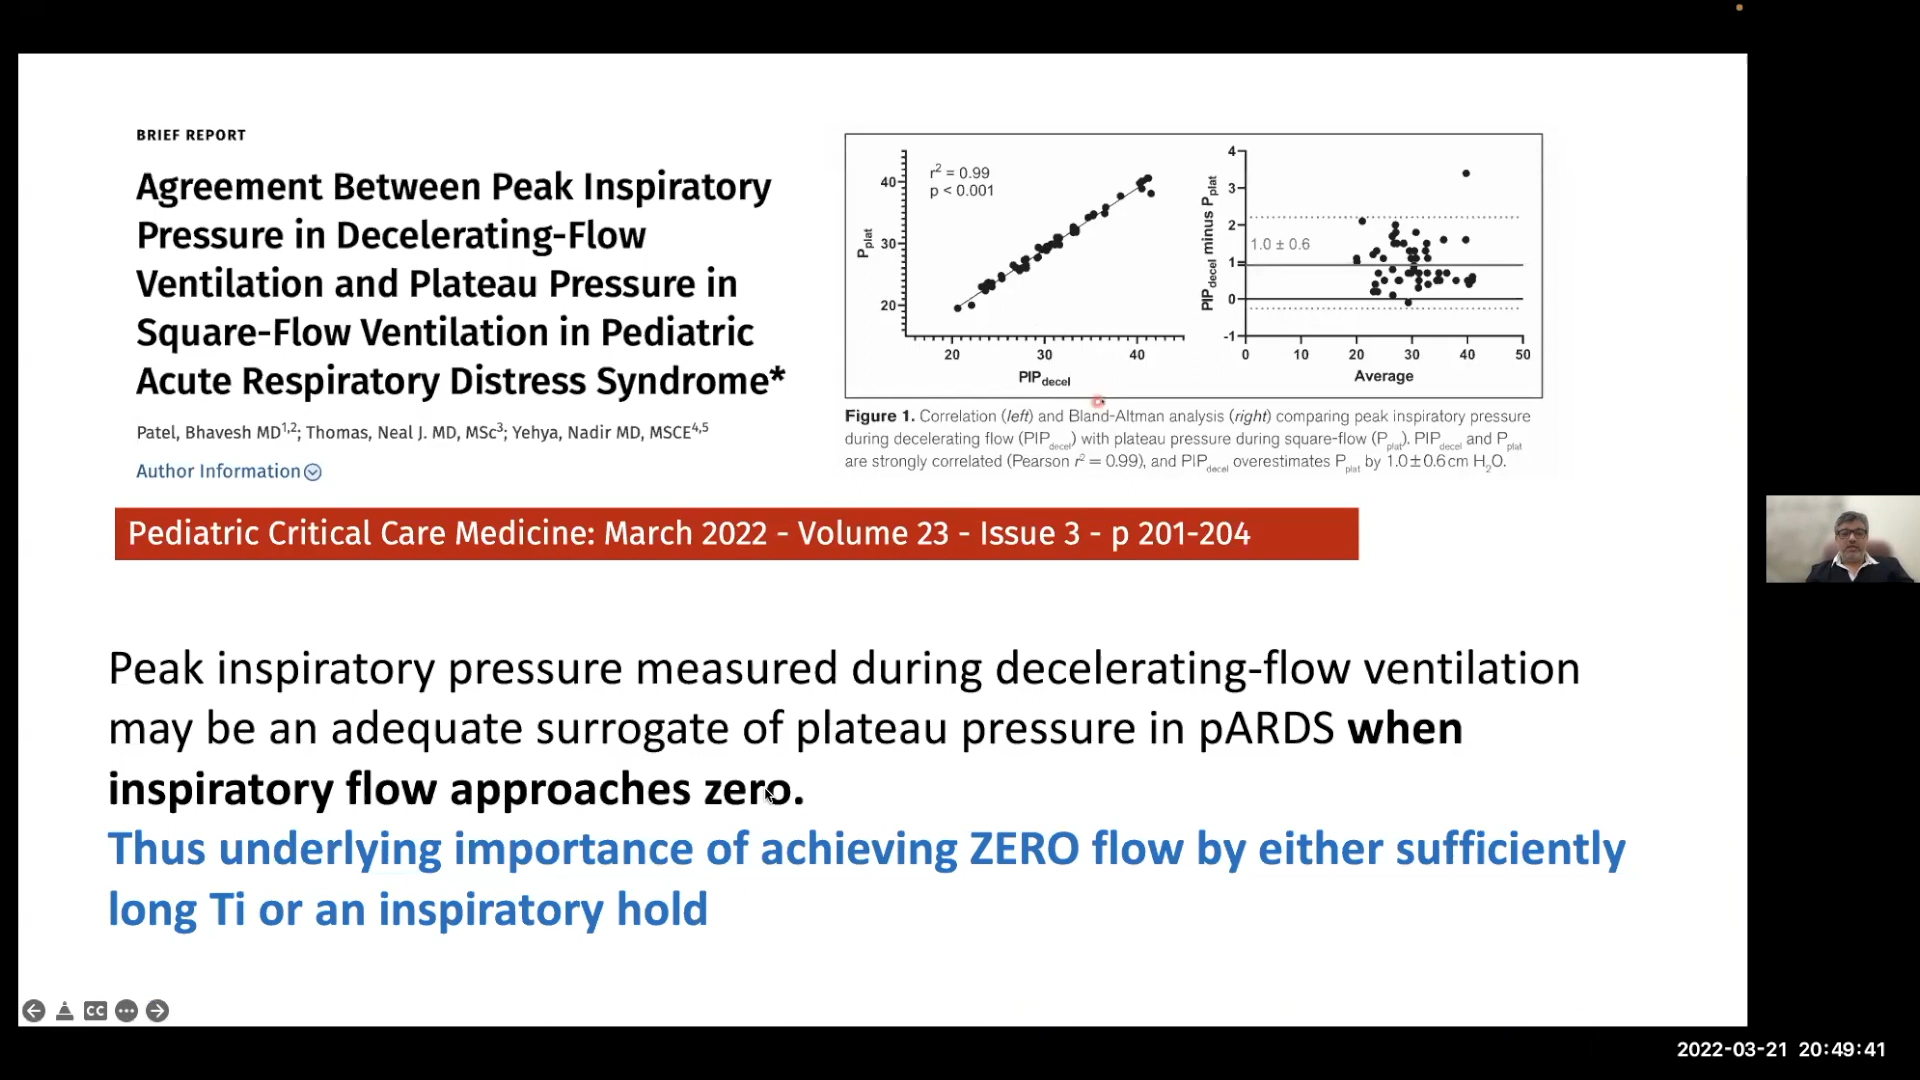 BRIEF REPORT
Agreement Between Peak Inspiratory
Pressure in Decelerating-Flow
Ventilation and Plateau Pressure in
Square-Flow Ventilation in Pediatric
Acute Respiratory Distress Syndrome*
Patel, Bhavesh MD1,2; Thomas, Neal J. MD, MSc3; Yehya, Nadir MD, MSCE4,5
Author Information
r2 = 0.99
p < 0.001
Pplat
40
30
20
20 30 40
PIPdecel
PIPdecel minus Pplat
4
3
2
1
0
-1
1.0 ± 0.6
0 10 20 30 40 50
Average
Figure 1. Correlation (left) and Bland-Altman analysis (right) comparing peak inspiratory pressure
during decelerating flow (PIPdecel) with plateau pressure during square-flow (Pplat). PIPdecel and Pplat
are strongly correlated (Pearson r2 = 0.99), and PIPdecel overestimates Pplat by 1.0±0.6cm H2O.
Pediatric Critical Care Medicine: March 2022 - Volume 23 - Issue 3 - p 201-204
Peak inspiratory pressure measured during decelerating-flow ventilation
may be an adequate surrogate of plateau pressure in pARDS when
inspiratory flow approaches zero.
Thus underlying importance of achieving ZERO flow by either sufficiently
long Ti or an inspiratory hold
CC
2022-03-21 20:49:41